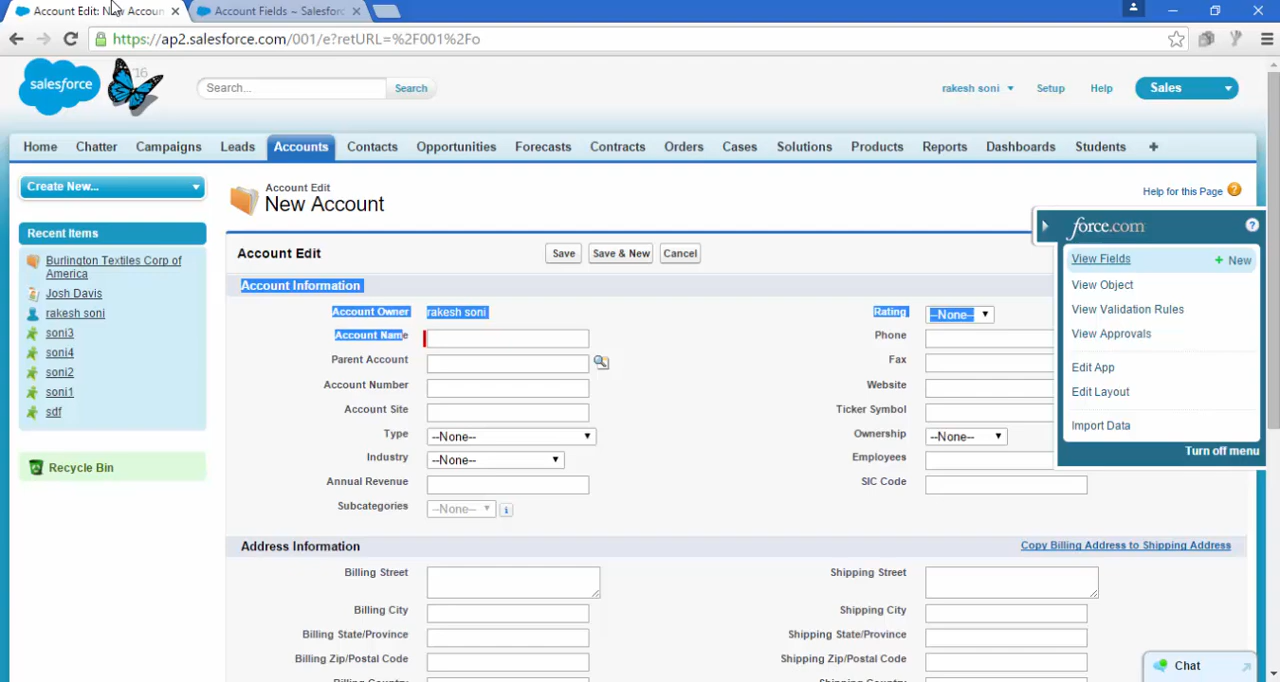 Account Edit: New Accoun
Account Fields ~ Salesforc
https://ap2.salesforce.com/001/e?retURL=%2F001%2Fo
salesforce
'16
Search...
Search
rakesh soni
Setup
Help
Sales
Home
Chatter
Campaigns
Leads
Accounts
Contacts
Opportunities
Forecasts
Contracts
Orders
Cases
Solutions
Products
Reports
Dashboards
Students
+
Create New...
Recent Items
Burlington Textiles Corp of
America
Josh Davis
rakesh soni
soni3
soni4
soni2
soni1
sdf
Recycle Bin
Account Edit
New Account
Help for this Page
?
Account Edit
Save
Save & New
Cancel
Account Information
Account Owner
rakesh soni
Rating
--None--
Account Name
Phone
Parent Account
Fax
Account Number
Website
Account Site
Ticker Symbol
Type
--None--
Ownership
--None--
Industry
--None--
Employees
Annual Revenue
SIC Code
Subcategories
--None--
i
Address Information
Copy Billing Address to Shipping Address
Billing Street
Shipping Street
Billing City
Shipping City
Billing State/Province
Shipping State/Province
Billing Zip/Postal Code
Shipping Zip/Postal Code
Billing Country
Shipping Country
force.com
?
View Fields
+ New
View Object
View Validation Rules
View Approvals
Edit App
Edit Layout
Import Data
Turn off menu
Chat